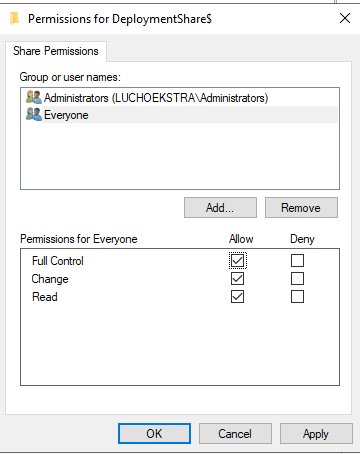 Permissions for DeploymentShare$
Share Permissions
Group or user names:
Administrators (LUCHOEKSTRA\Administrators)
Everyone
Add... Remove
Permissions for Everyone Allow Deny
Full Control
Change
Read
OK Cancel Apply